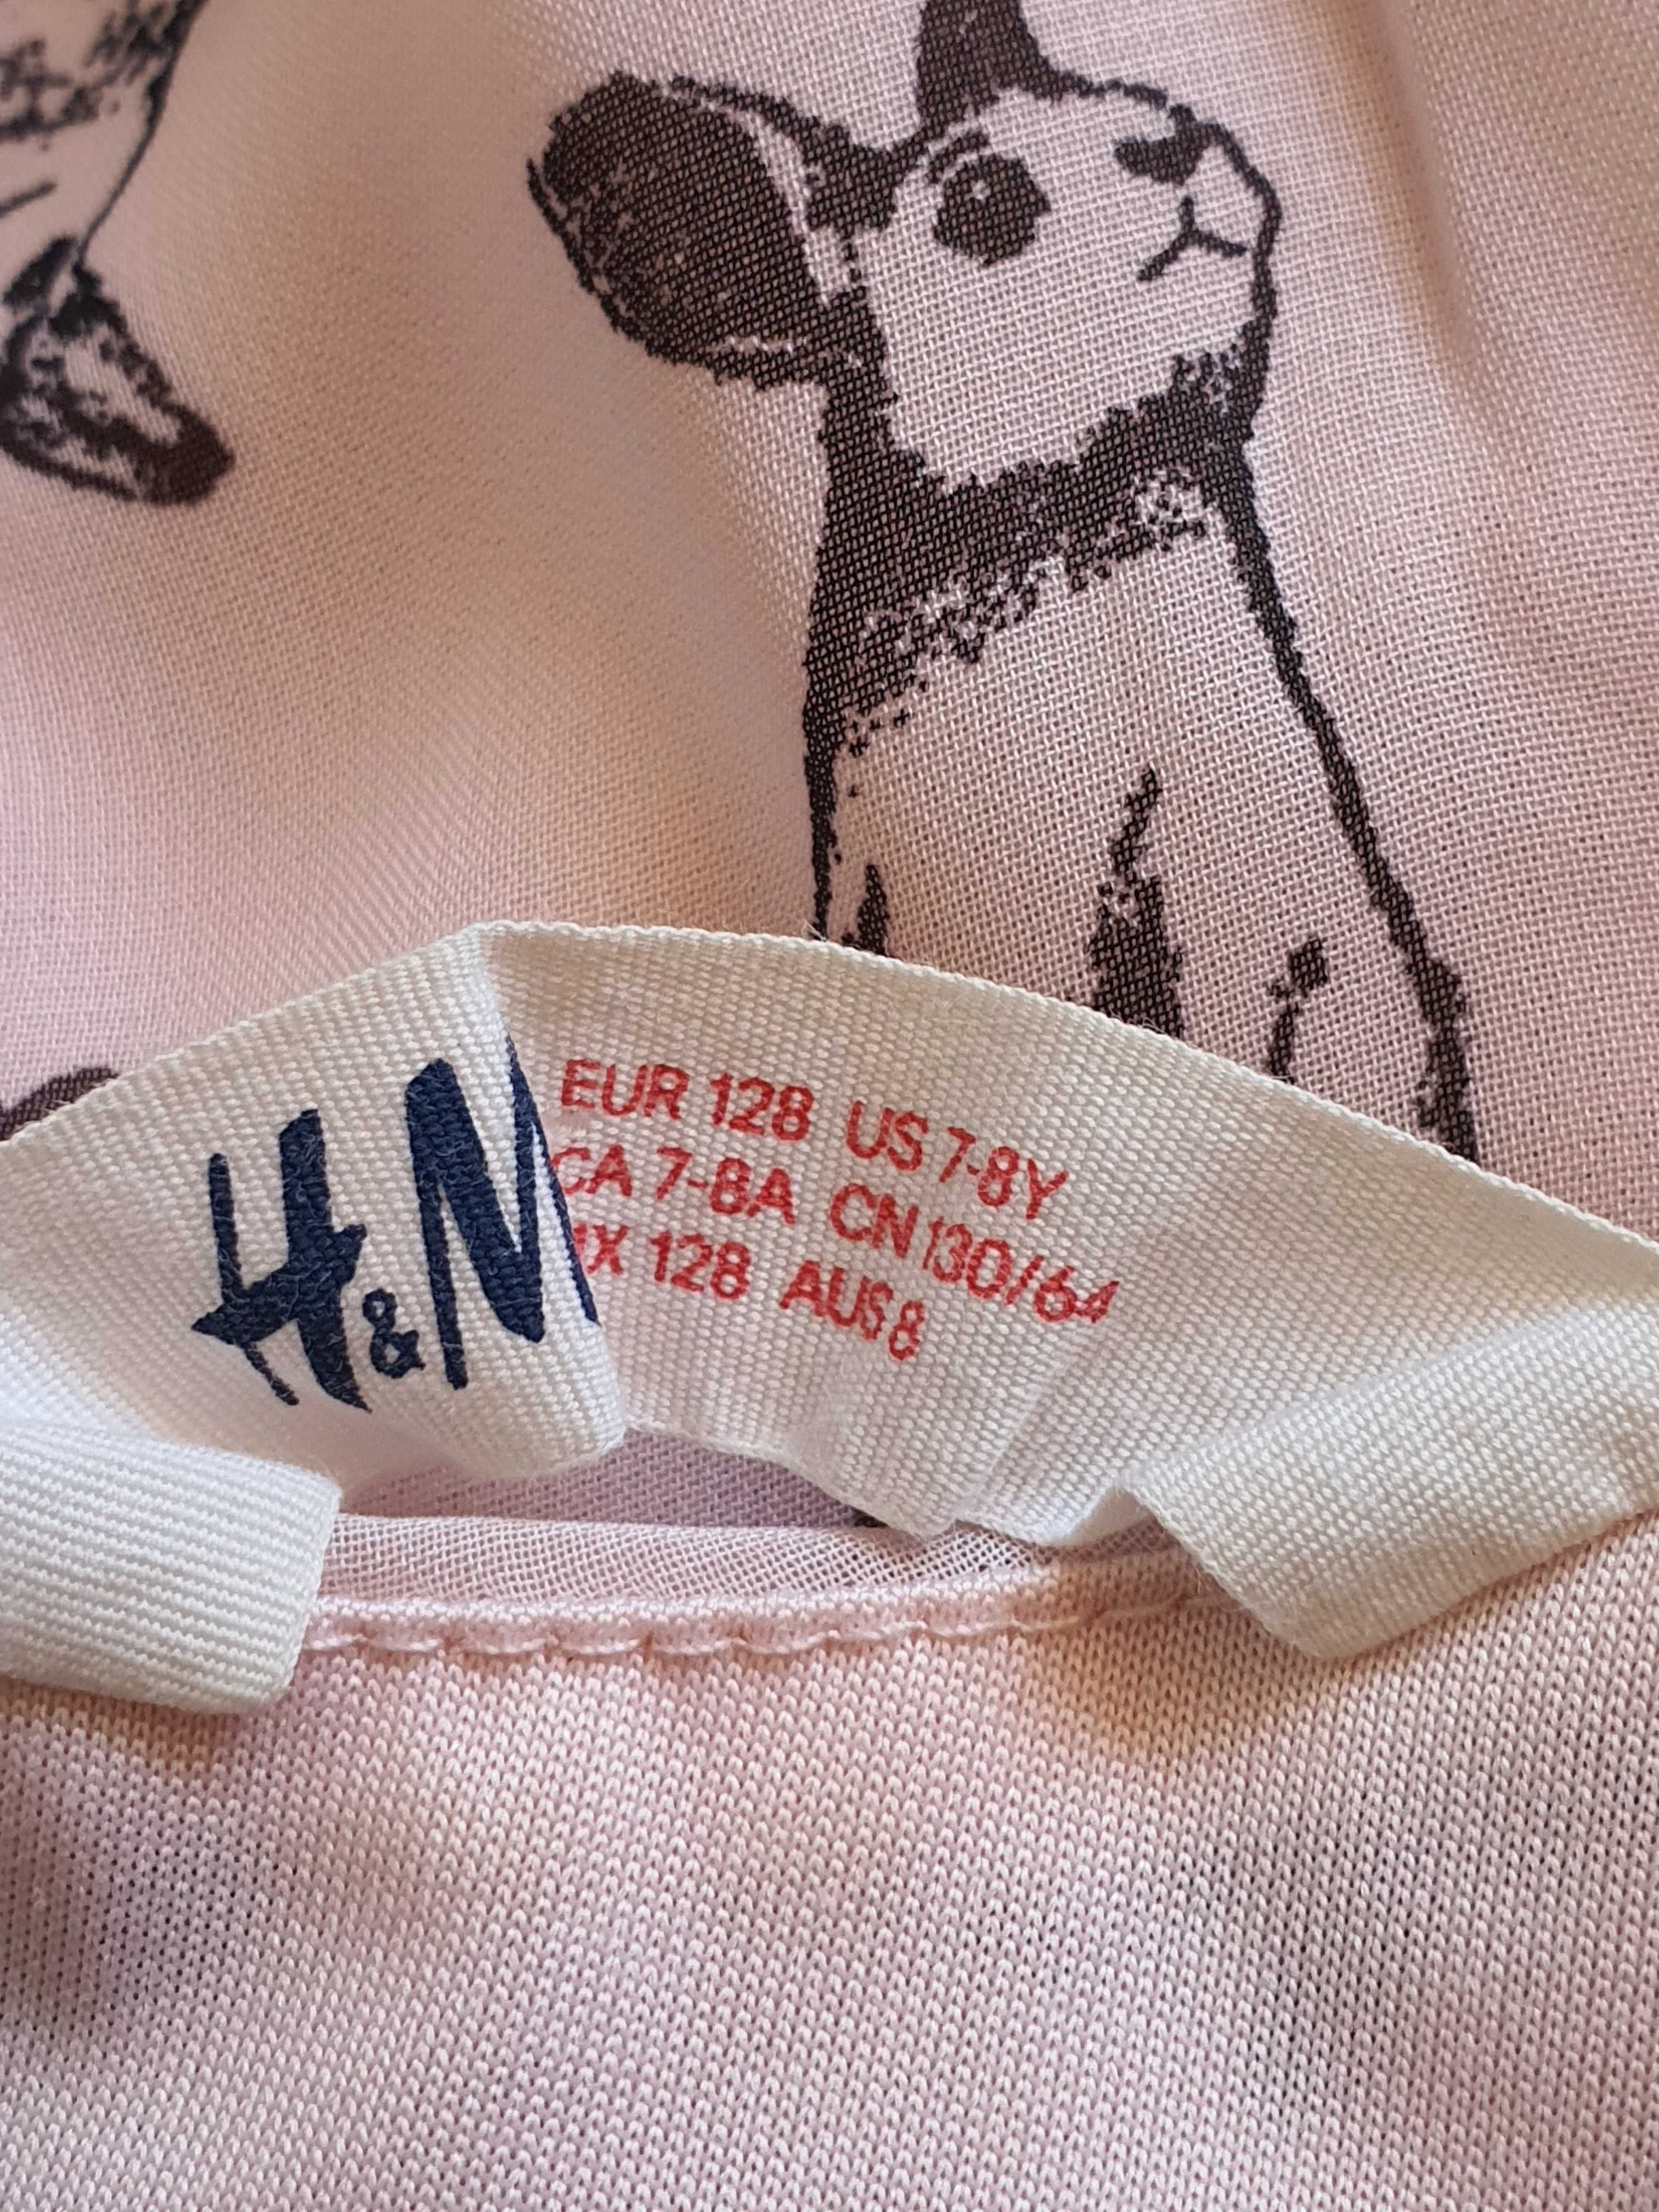 H&M
EUR 128 US 7-8Y
CA 7-8A CN 130/64
128 AUS 8